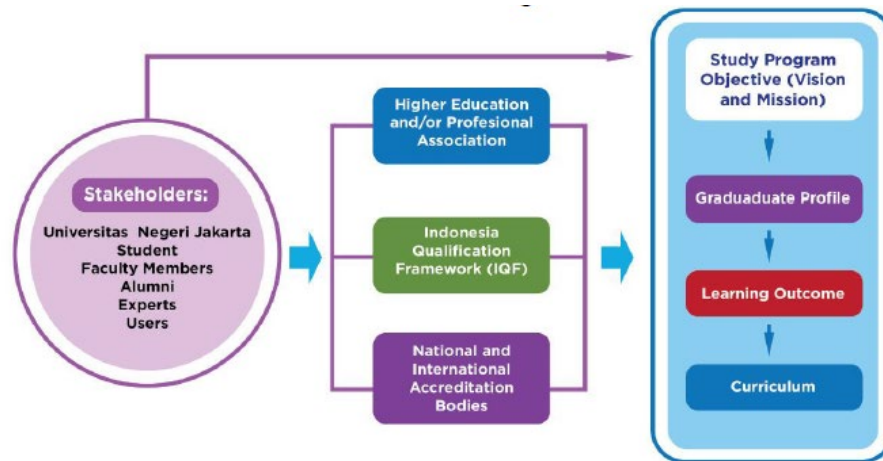 Stakeholders:
Universitas Negeri Jakarta
Student
Faculty Members
Alumni
Experts
Users
Higher Education
and/or Profesional
Association
Indonesia
Qualification
Framework (IQF)
National and
International
Accreditation
Bodies
Study Program
Objective (Vision
and Mission)
Graduaduate Profile
Learning Outcome
Curriculum